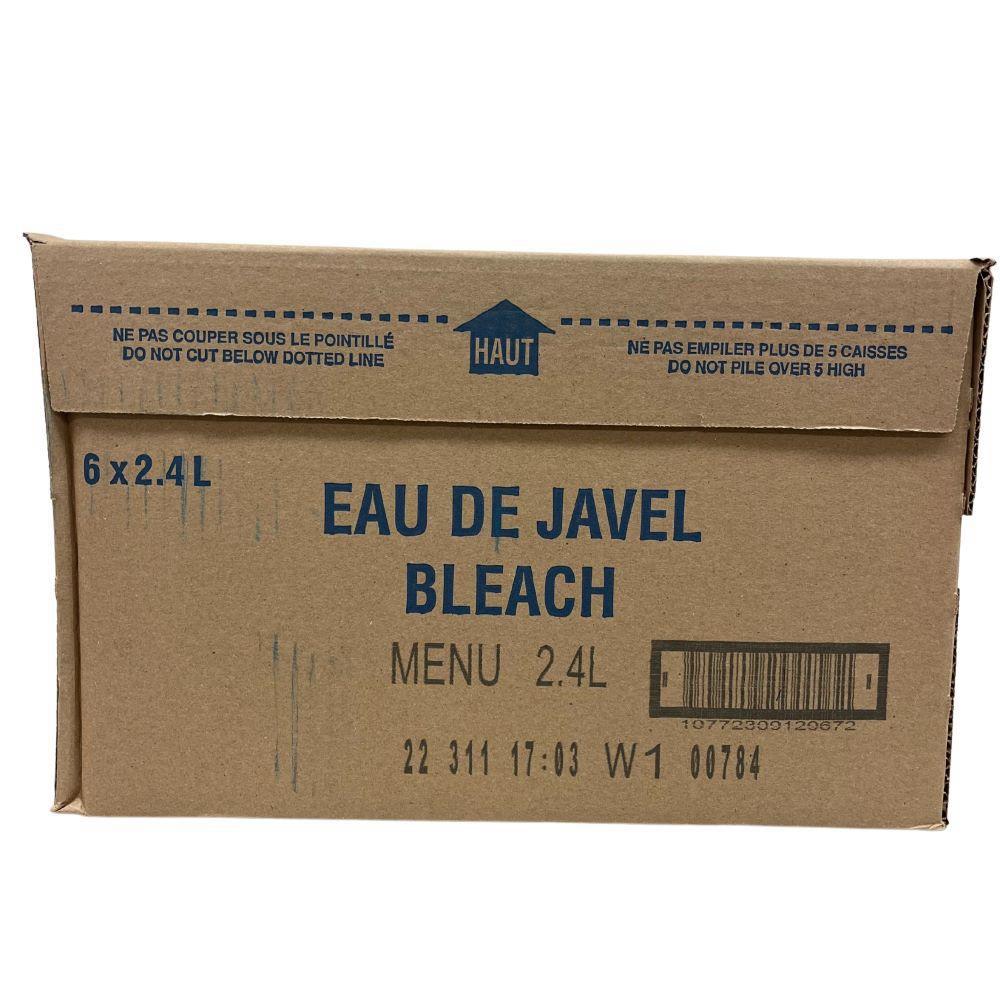 NE PAS COUPER SOUS LE POINTILLÉ
DO NOT CUT BELOW DOTTED LINE
HAUT
NE PAS EMPILER PLUS DE 5 CAISSES
DO NOT PILE OVER 5 HIGH
6 x 2.4 L
EAU DE JAVEL
BLEACH
MENU 2.4L
10772309120672
22 311 17:03 W1 00784